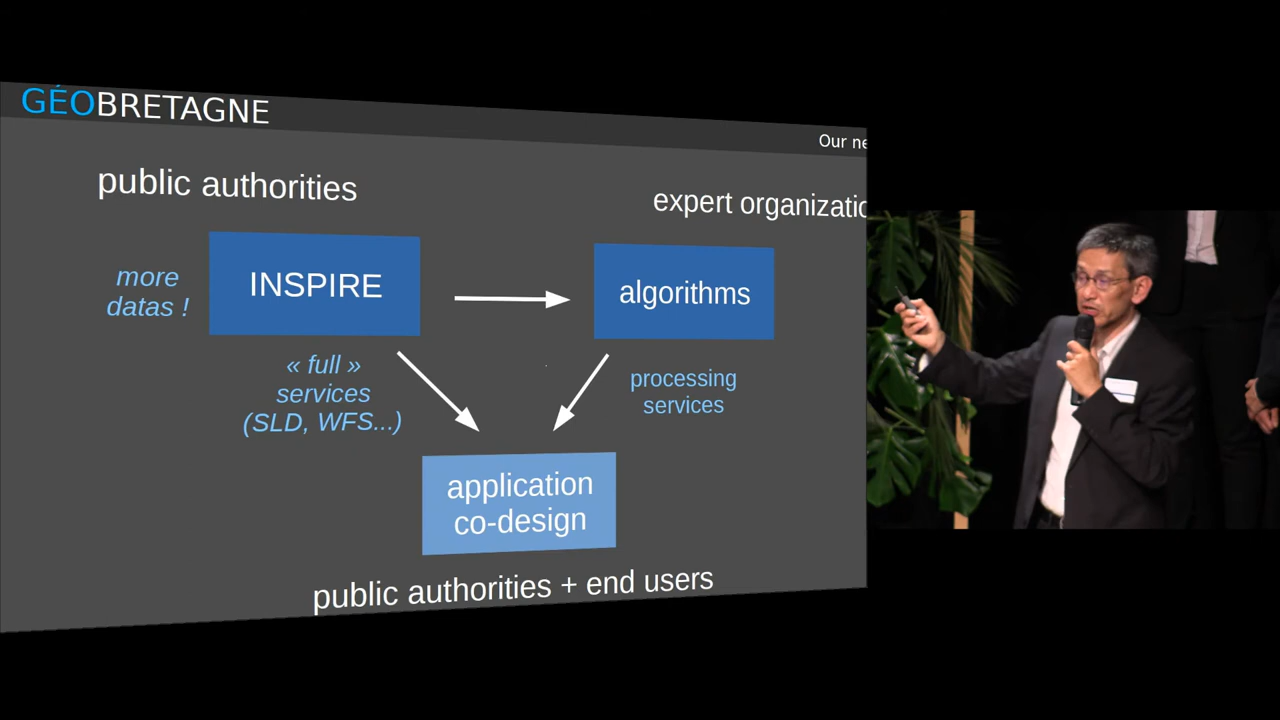 GÉOBRETAGNE
Our ne
public authorities
expert organizatio
more
datas !
INSPIRE
algorithms
« full »
services
(SLD, WFS...)
processing
services
application
co-design
public authorities + end users